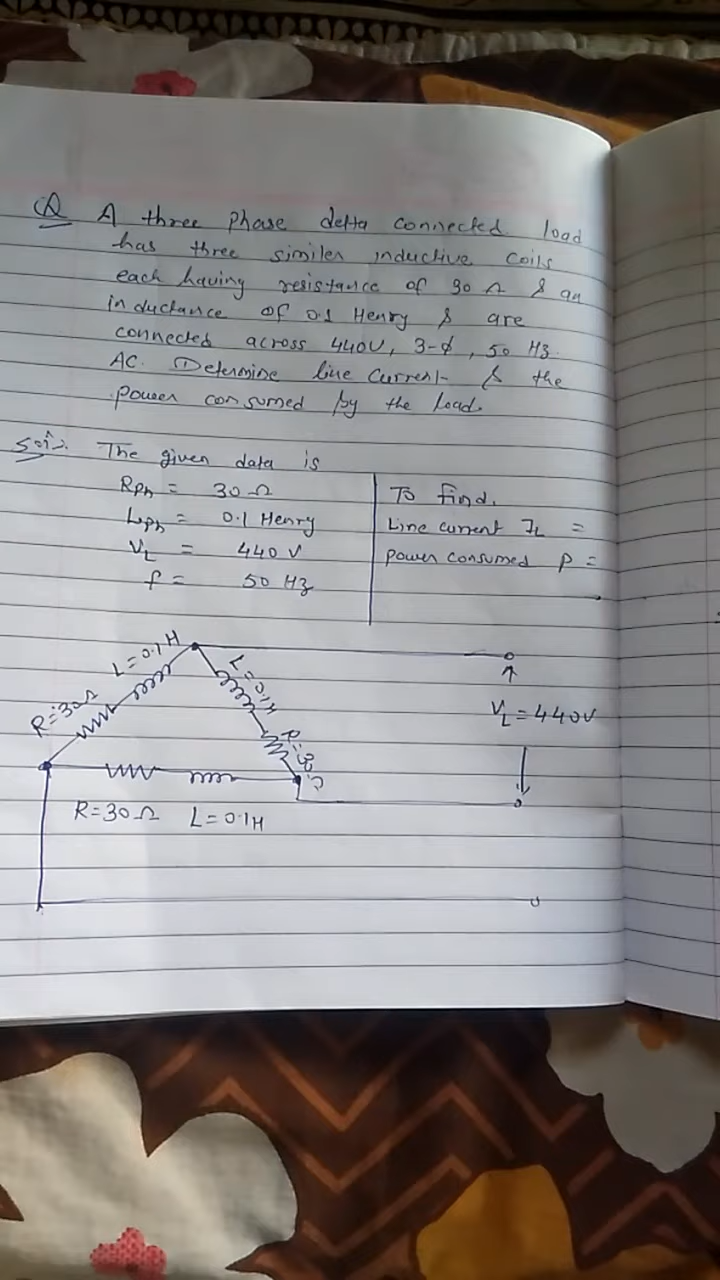 Q A three phase delta connected load
has three similer inductive coils
each having resistance of 30 Ω & an
inductance of 0.1 Henry & are
connected across 440V, 3-ϕ, 50 Hz
AC. Determine line current & the
power consumed by the load.
Solⁿ:- The given data is
Rph = 30 Ω
Lph = 0.1 Henry
VL = 440 V
f = 50 Hz
To find,
Line current IL =
power consumed P =
R=30Ω L=0.1H
L=0.1H R=30Ω
VL=440V
R=30Ω L=0.1H